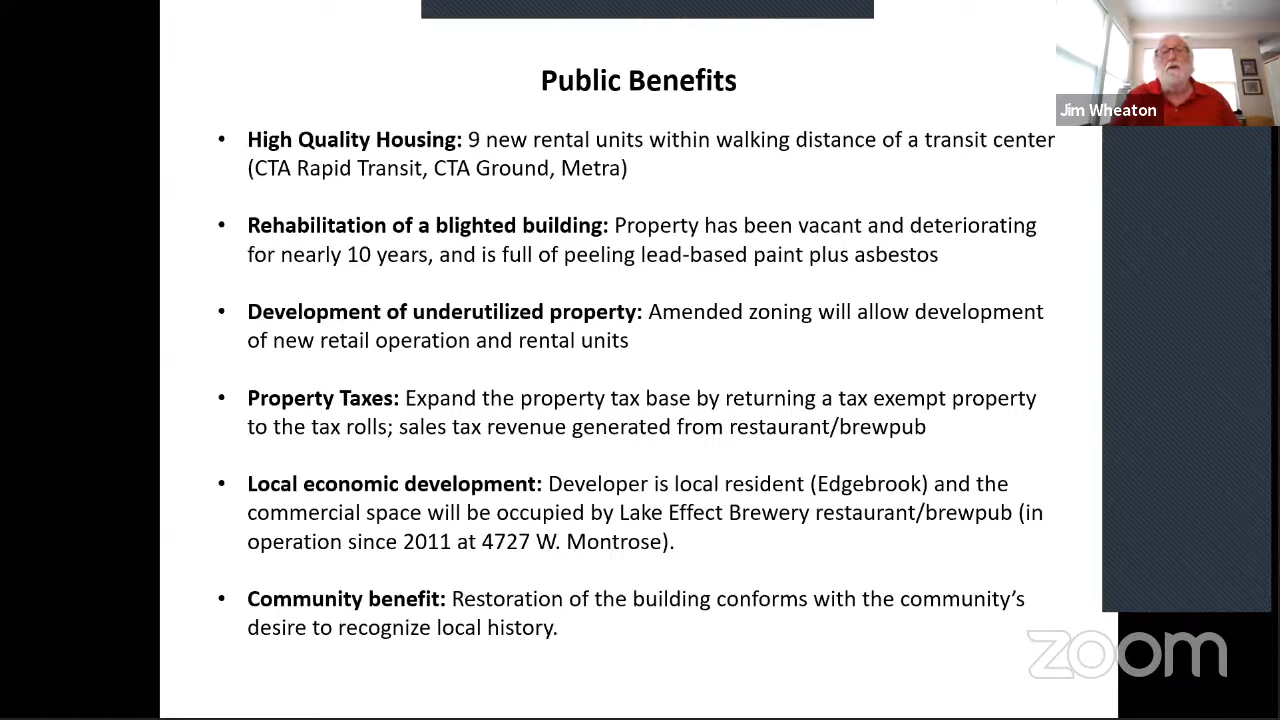 Public Benefits
Jim Wheaton
• High Quality Housing: 9 new rental units within walking distance of a transit center
(CTA Rapid Transit, CTA Ground, Metra)
• Rehabilitation of a blighted building: Property has been vacant and deteriorating
for nearly 10 years, and is full of peeling lead-based paint plus asbestos
• Development of underutilized property: Amended zoning will allow development
of new retail operation and rental units
• Property Taxes: Expand the property tax base by returning a tax exempt property
to the tax rolls; sales tax revenue generated from restaurant/brewpub
• Local economic development: Developer is local resident (Edgebrook) and the
commercial space will be occupied by Lake Effect Brewery restaurant/brewpub (in
operation since 2011 at 4727 W. Montrose).
• Community benefit: Restoration of the building conforms with the community’s
desire to recognize local history.
zoom